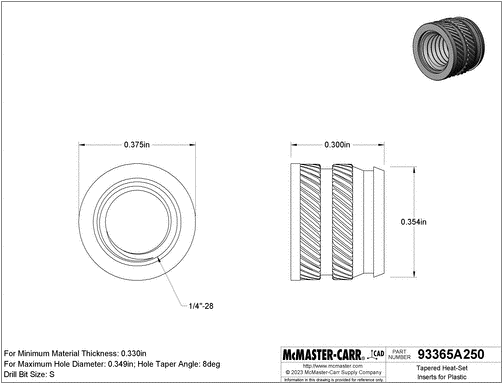 0.375in
0.300in
0.354in
1/4"-28
For Minimum Material Thickness: 0.330in
For Maximum Hole Diameter: 0.349in; Hole Taper Angle: 8deg
Drill Bit Size: S
McMASTER-CARR® CAD
http://www.mcmaster.com
© 2023 McMaster-Carr Supply Company
Information in this drawing is provided for reference only.
PART NUMBER
93365A250
Tapered Heat-Set
Inserts for Plastic